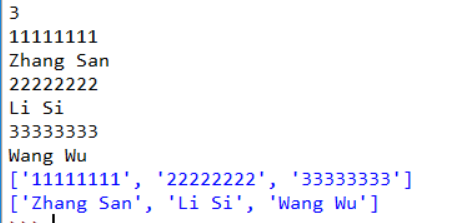 3
11111111
Zhang San
22222222
Li Si
33333333
Wang Wu
['11111111', '22222222', '33333333']
['Zhang San', 'Li Si', 'Wang Wu']